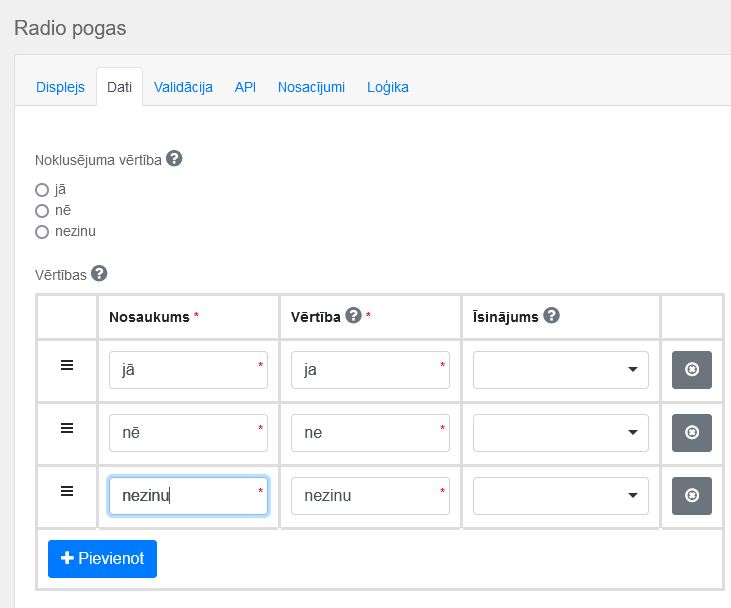 Radio pogas
Displejs Dati Validācija API Nosacījumi Loģika
Noklusējuma vērtība ?
jā
nē
nezinu
Vērtības ?
Nosaukums * Vērtība ? * Īsinājums ?
jā * ja *
nē * ne *
nezinu * nezinu *
+ Pievienot